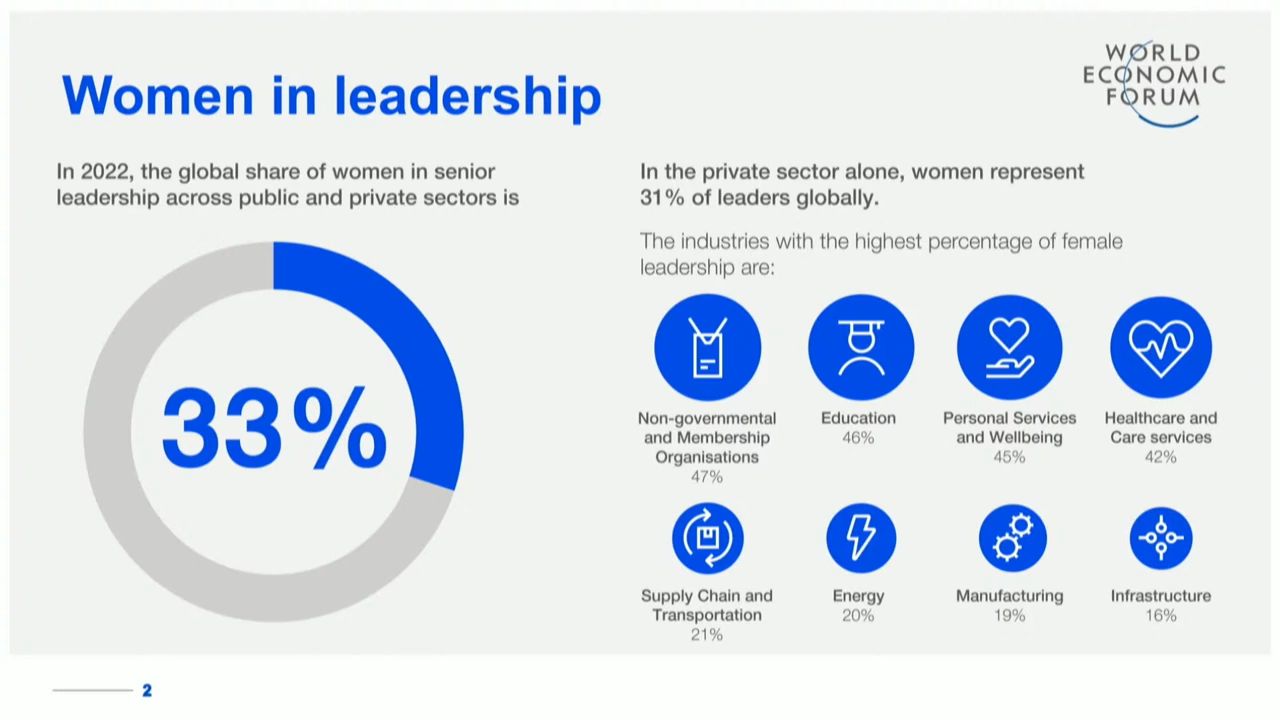 Women in leadership
WORLD
ECONOMIC
FORUM
In 2022, the global share of women in senior
leadership across public and private sectors is
33%
In the private sector alone, women represent
31% of leaders globally.
The industries with the highest percentage of female
leadership are:
Non-governmental
and Membership
Organisations
47%
Education
46%
Personal Services
and Wellbeing
45%
Healthcare and
Care services
42%
Supply Chain and
Transportation
21%
Energy
20%
Manufacturing
19%
Infrastructure
16%
2